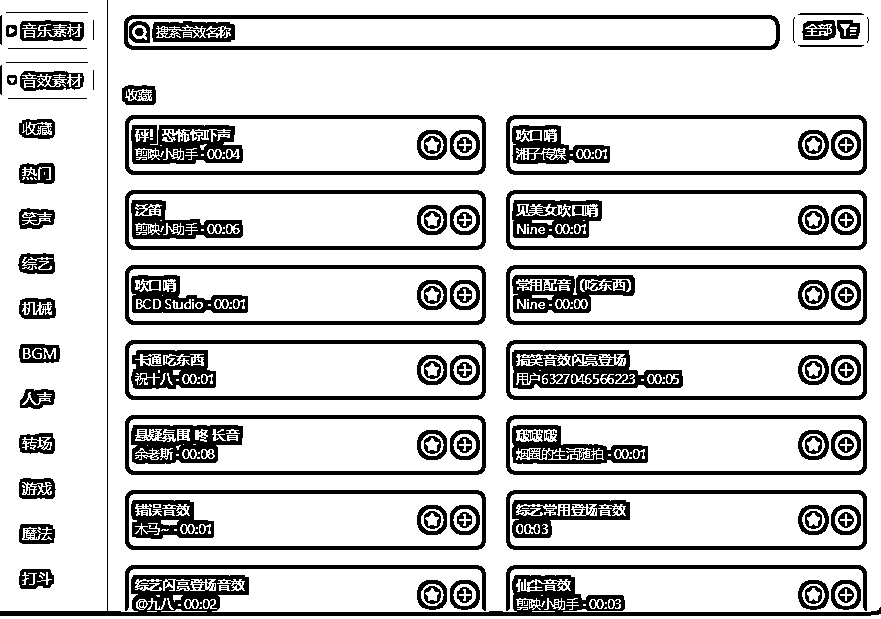 音乐素材
音效素材
收藏
热门
笑声
综艺
机械
BGM
人声
转场
游戏
魔法
打斗
搜索音效名称
全部
收藏
砰! 恐怖惊吓声
剪映小助手·00:04
吹口哨
湘子传媒·00:01
泛笛
剪映小助手·00:06
见美女吹口哨
Nine·00:01
吹口哨
BCD Studio·00:01
常用配音 (吃东西)
Nine·00:00
卡通吃东西
祝十八·00:01
搞笑音效闪亮登场
用户6327046566223·00:05
悬疑氛围 咚 长音
余老斯·00:08
啵啵啵
烟圈的生活随拍·00:01
错误音效
木马~·00:01
综艺常用登场音效
00:03
综艺闪亮登场音效
@九八·00:02
仙尘音效
剪映小助手·00:03